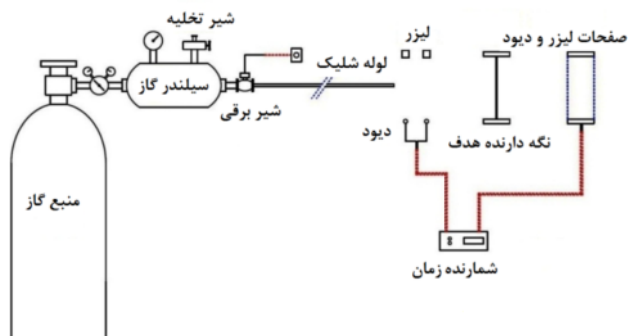 شیر تخلیه
لیزر
صفحات لیزر و دیود
لوله شلیک
سیلندر گاز
شیر برقی
دیود
نگه دارنده هدف
منبع گاز
شمارنده زمان